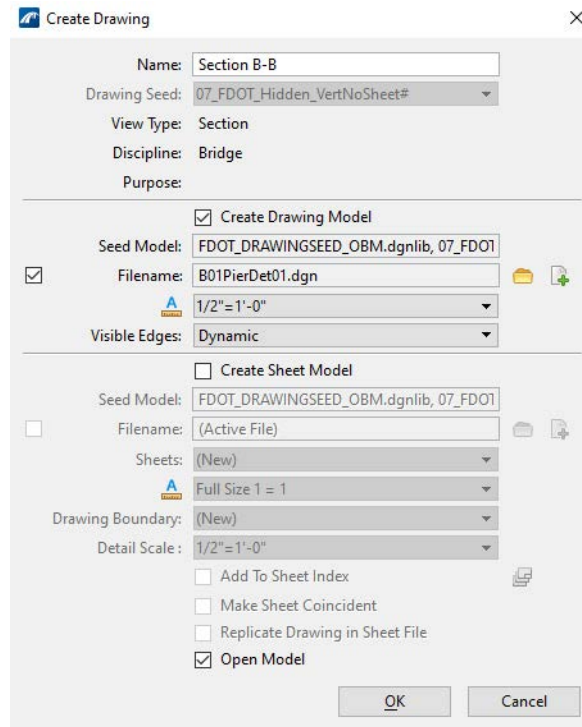 Create Drawing
Name: Section B-B
Drawing Seed: 07_FDOT_Hidden_VertNoSheet#
View Type: Section
Discipline: Bridge
Purpose:
Create Drawing Model
Seed Model: FDOT_DRAWINGSEED_OBM.dgnlib, 07_FDOT
Filename: B01PierDet01.dgn
A 1/2"=1'-0"
Visible Edges: Dynamic
Create Sheet Model
Seed Model: FDOT_DRAWINGSEED_OBM.dgnlib, 07_FDOT
Filename: (Active File)
Sheets: (New)
A Full Size 1 = 1
Drawing Boundary: (New)
Detail Scale : 1/2"=1'-0"
Add To Sheet Index
Make Sheet Coincident
Replicate Drawing in Sheet File
Open Model
OK Cancel